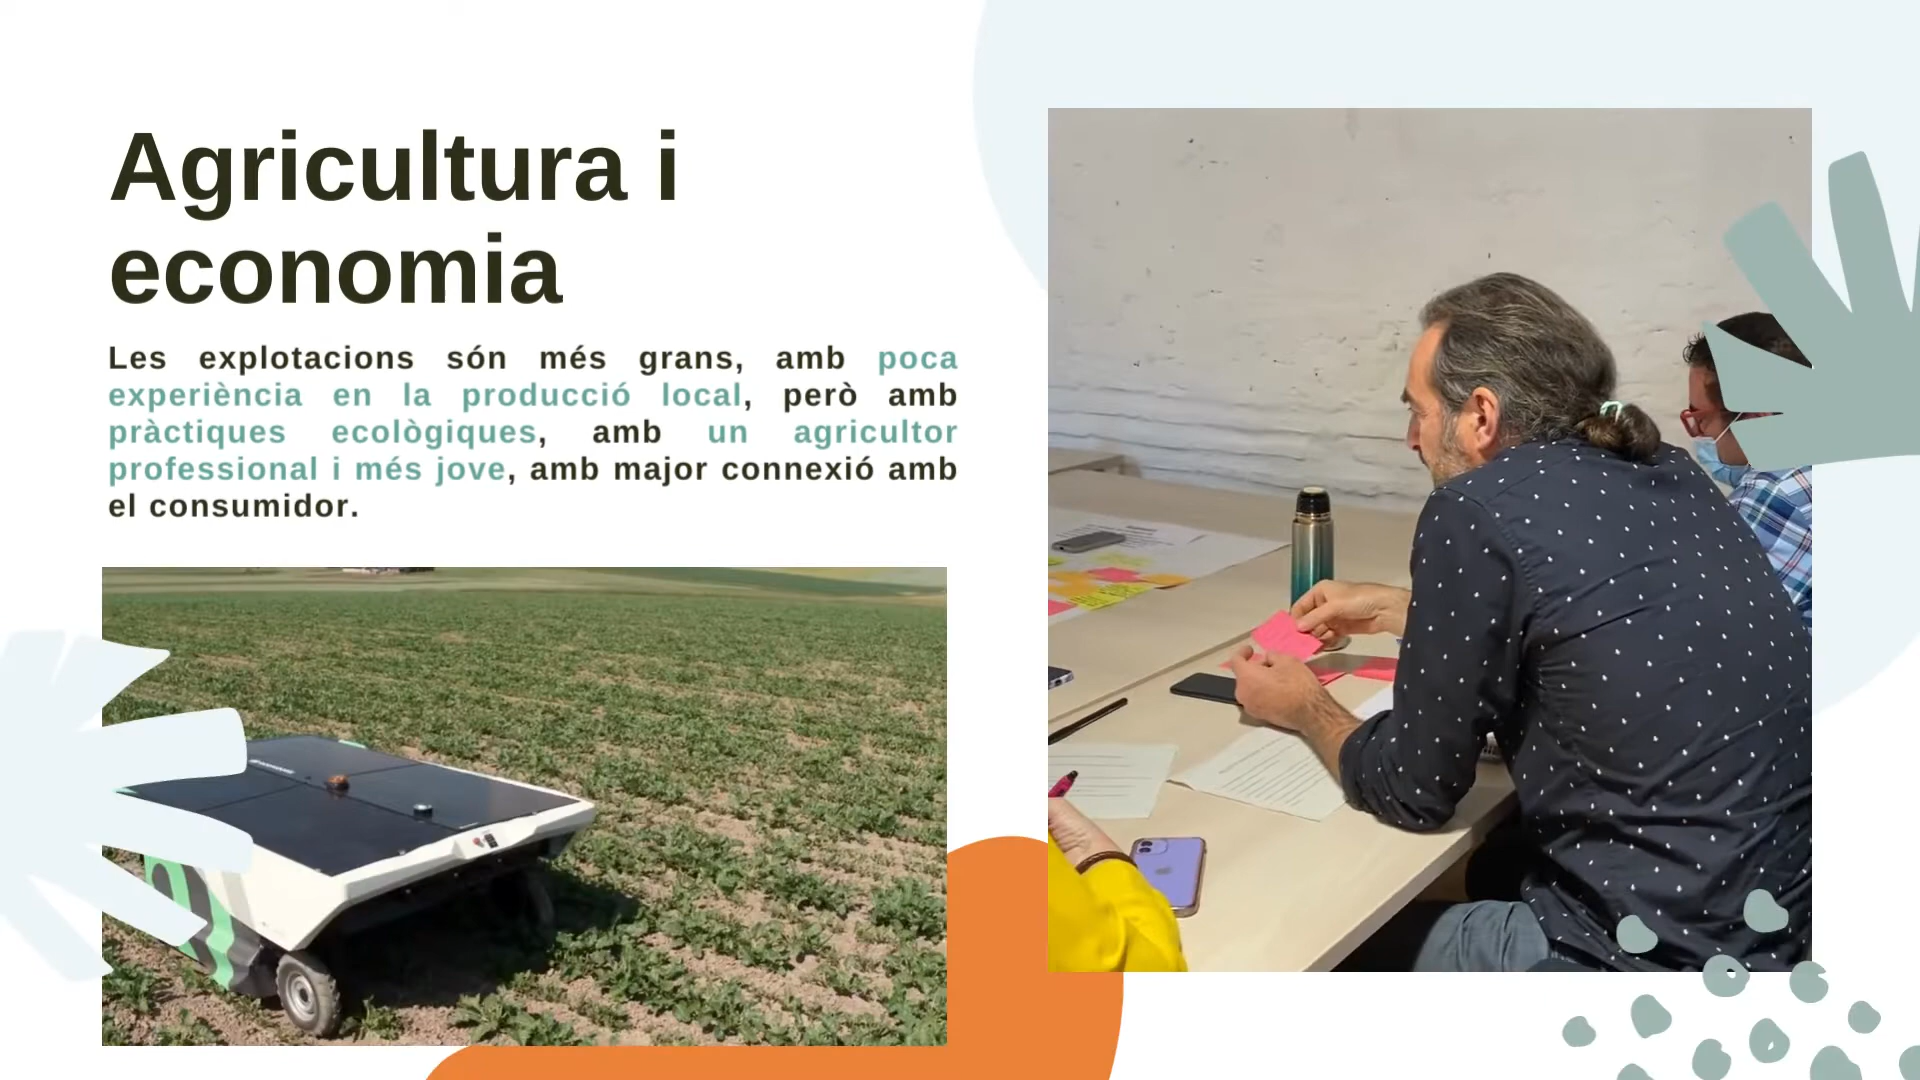 Agricultura i
economia
Les explotacions són més grans, amb poca
experiència en la producció local, però amb
pràctiques ecològiques, amb un agricultor
professional i més jove, amb major connexió amb
el consumidor.